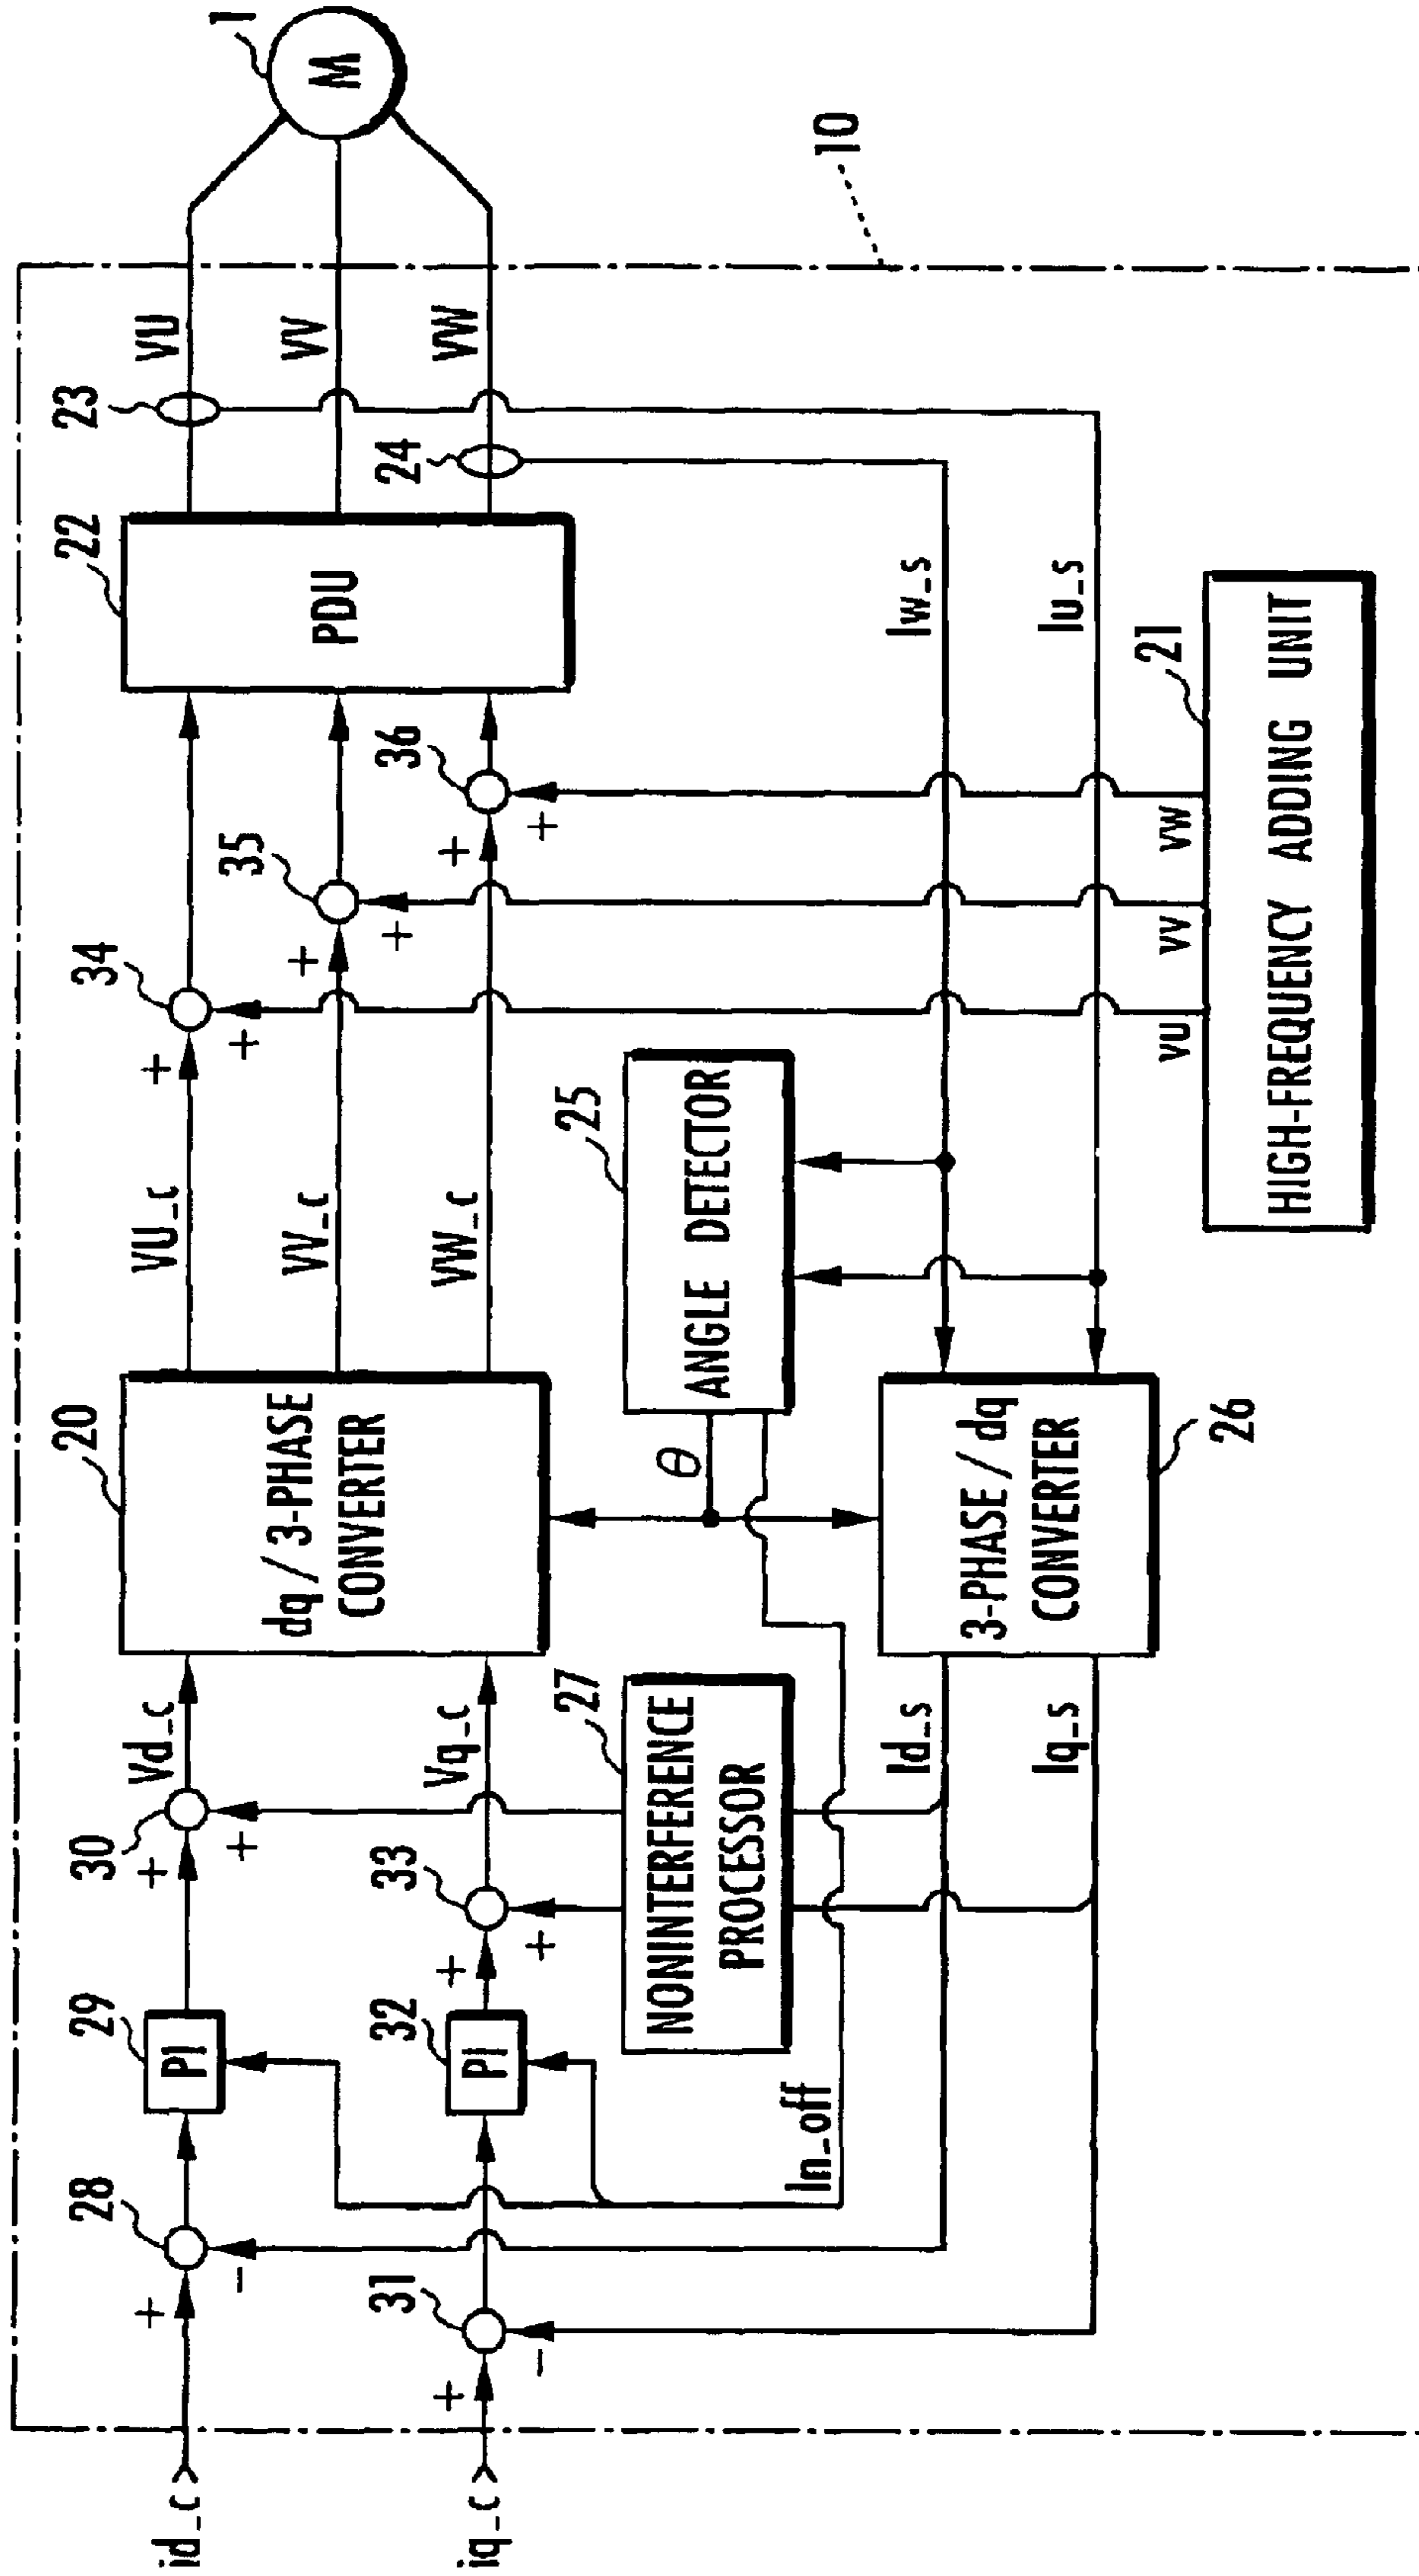 id_c
iq_c
+
−
28
+
−
31
PI
29
PI
32
In_off
+
+
30
+
+
33
Vd_c
Vq_c
NONINTERFERENCE
PROCESSOR
27
Id_s
Iq_s
20
dq / 3-PHASE
CONVERTER
θ
3-PHASE / dq
CONVERTER
26
ANGLE DETECTOR
25
VU_c
VV_c
VW_c
+
+
34
+
+
35
+
+
36
vu
vv
vw
HIGH-FREQUENCY ADDING UNIT
21
22
PDU
Iw_s
Iu_s
23
24
VU
VV
VW
10
M
1